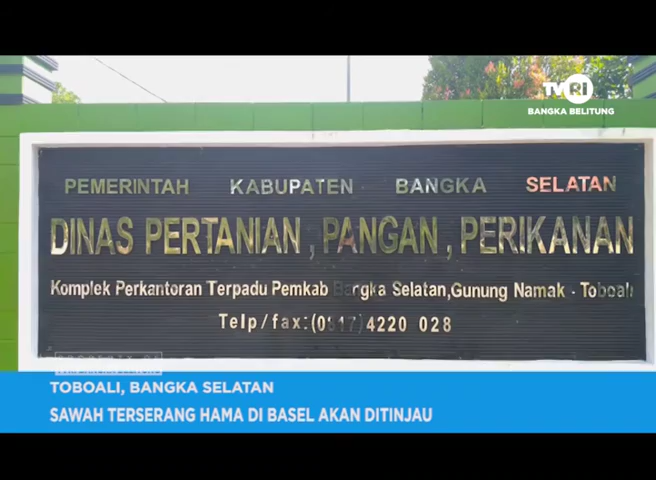 TVRI
BANGKA BELITUNG
PEMERINTAH KABUPATEN BANGKA SELATAN
DINAS PERTANIAN, PANGAN, PERIKANAN
Komplek Perkantoran Terpadu Pemkab Bangka Selatan, Gunung Namak - Toboali
Telp/fax:(0817)4220 028
TOBOALI, BANGKA SELATAN
SAWAH TERSERANG HAMA DI BASEL AKAN DITINJAU